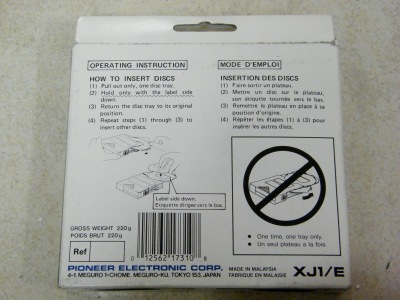 OPERATING INSTRUCTION
HOW TO INSERT DISCS
(1) Pull out only, one disc tray.
(2) Hold only with the label side
down.
(3) Return the disc tray to its original
position.
(4) Repeat steps (1) through (3) to
insert other discs.
MODE D'EMPLOI
INSERTION DES DISCS
(1) Faire sortir un plateau.
(2) Mettre un disc sur le plateau,
son étiquette tournée vers le bas.
(3) Remettre le plateau en place à sa
position d'origine.
(4) Répéter les étapes (1) à (3) pour
insérer les autres discs.
Label side down.
Etiquette dirigée vers le bas.
GROSS WEIGHT 220g
POIDS BRUT 220g
Ref
0 12562 17310 8
● One time, one tray only.
● Un seul plateau a la fois.
PIONEER ELECTRONIC CORP.
4-1, MEGURO 1-CHOME, MEGURO-KU, TOKYO 153, JAPAN
MADE IN MALAYSIA
FABRIQUE EN MALAISIE
XJ1/E